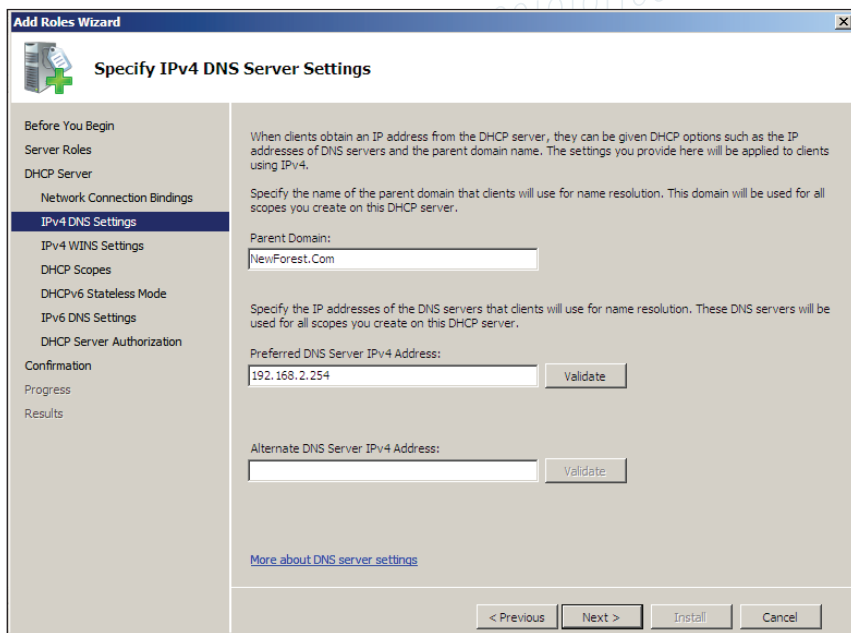 Add Roles Wizard
Specify IPv4 DNS Server Settings
Before You Begin
Server Roles
DHCP Server
Network Connection Bindings
IPv4 DNS Settings
IPv4 WINS Settings
DHCP Scopes
DHCPv6 Stateless Mode
IPv6 DNS Settings
DHCP Server Authorization
Confirmation
Progress
Results
When clients obtain an IP address from the DHCP server, they can be given DHCP options such as the IP
addresses of DNS servers and the parent domain name. The settings you provide here will be applied to clients
using IPv4.
Specify the name of the parent domain that clients will use for name resolution. This domain will be used for all
scopes you create on this DHCP server.
Parent Domain:
NewForest.Com
Specify the IP addresses of the DNS servers that clients will use for name resolution. These DNS servers will be
used for all scopes you create on this DHCP server.
Preferred DNS Server IPv4 Address:
192.168.2.254
Validate
Alternate DNS Server IPv4 Address:
Validate
More about DNS server settings
< Previous
Next >
Install
Cancel